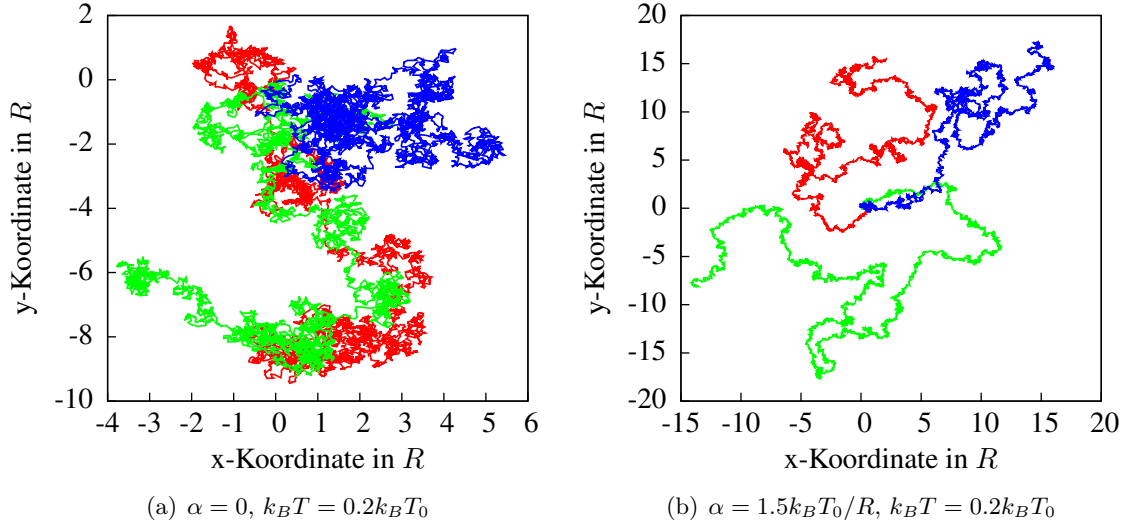 2
0
-2
-4
-6
-8
-10
-4 -3 -2 -1 0 1 2 3 4 5 6
y-Koordinate in R
x-Koordinate in R
(a) α = 0, k_BT = 0.2k_BT_0
20
15
10
5
0
-5
-10
-15
-20
-15 -10 -5 0 5 10 15 20
y-Koordinate in R
x-Koordinate in R
(b) α = 1.5k_BT_0/R, k_BT = 0.2k_BT_0